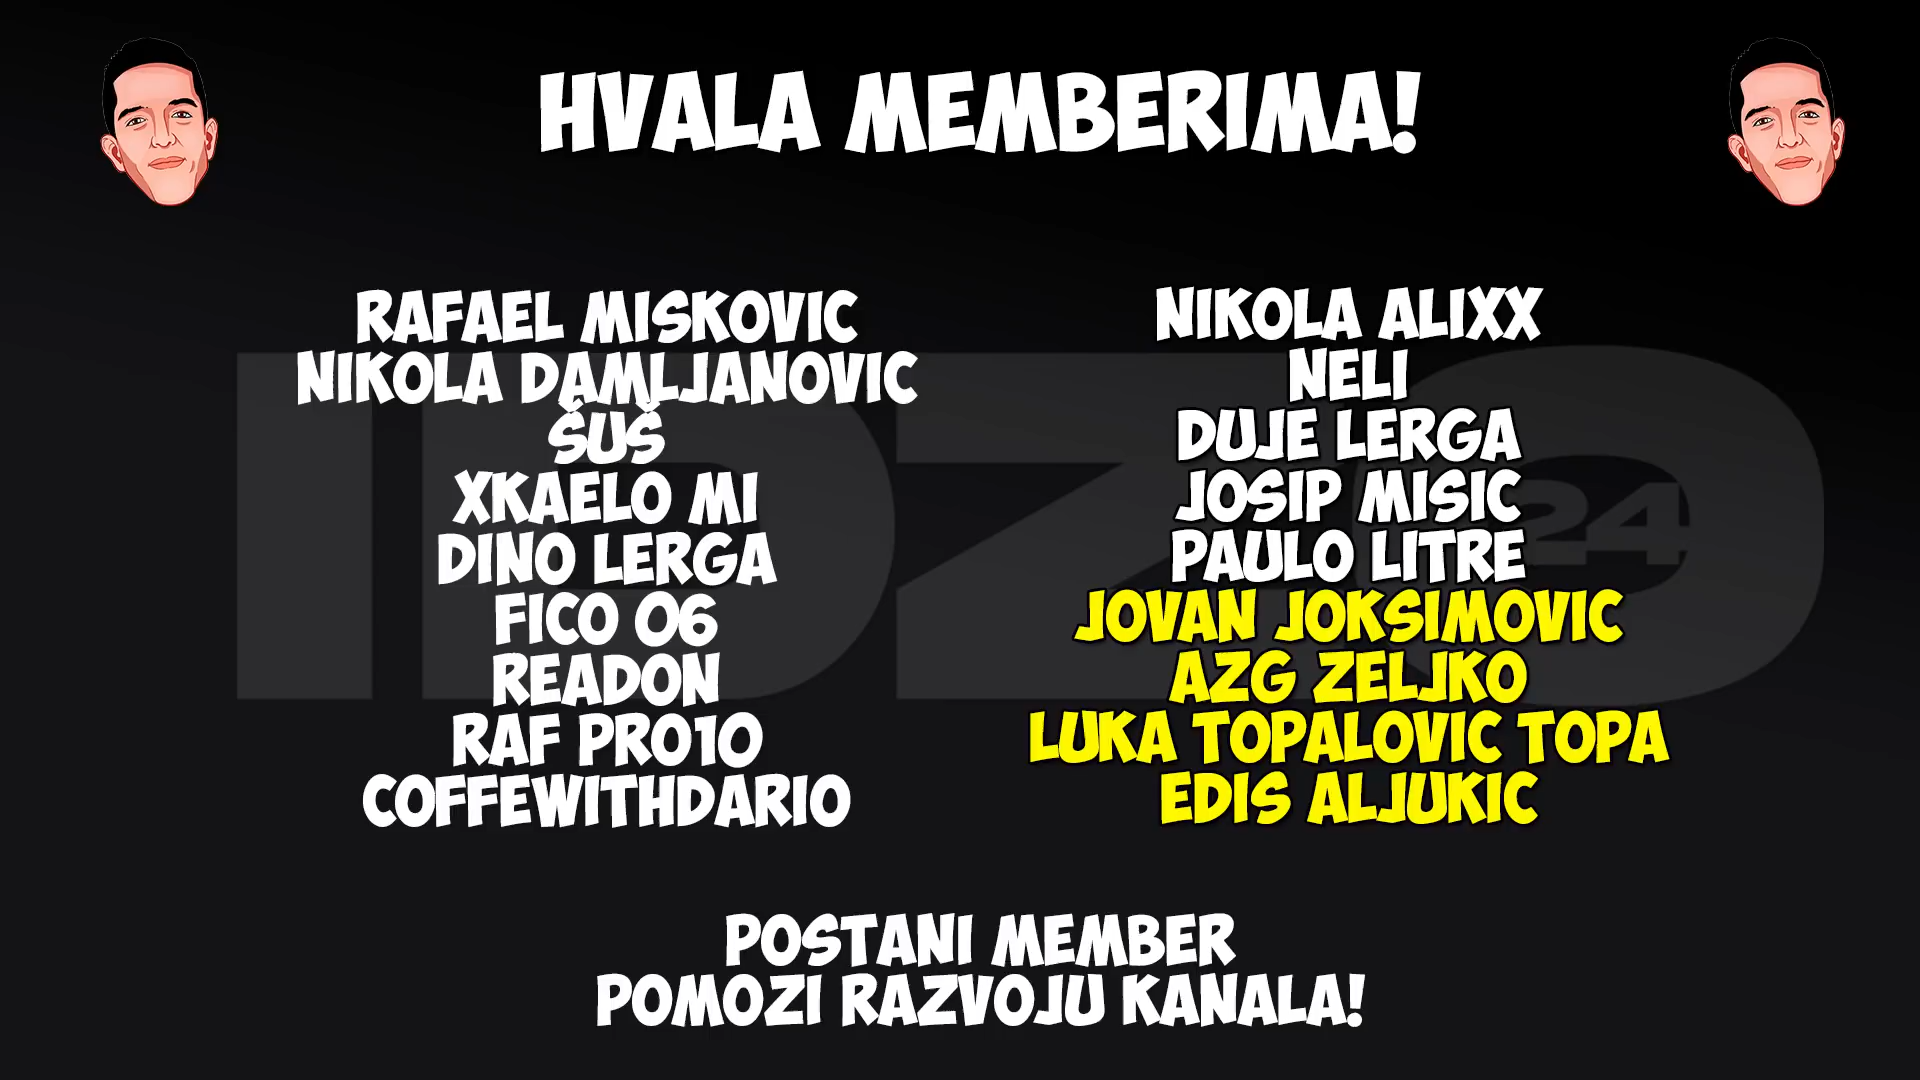 HVALA MEMBERIMA!
RAFAEL MISKOVIC
NIKOLA DAMLJANOVIC
ŠUŠ
XKAELO MI
DINO LERGA
FICO 06
READON
RAF PRO10
COFFEWITHDARIO
NIKOLA ALIXX
NELI
DUJE LERGA
JOSIP MISIC
PAULO LITRE
JOVAN JOKSIMOVIC
AZG ZELJKO
LUKA TOPALOVIC TOPA
EDIS ALJUKIC
IDZO
24
POSTANI MEMBER
POMOZI RAZVOJU KANALA!